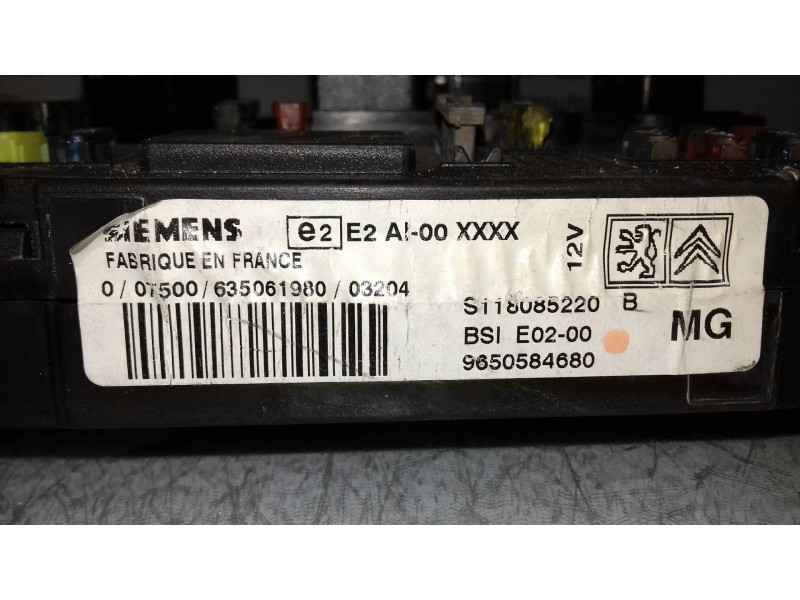 SIEMENS e2 E2 AI-00 XXXX 12V
FABRIQUE EN FRANCE
0 / 07500 / 635061980 / 03204
S118085220 B
BSI E02-00 MG
9650584680